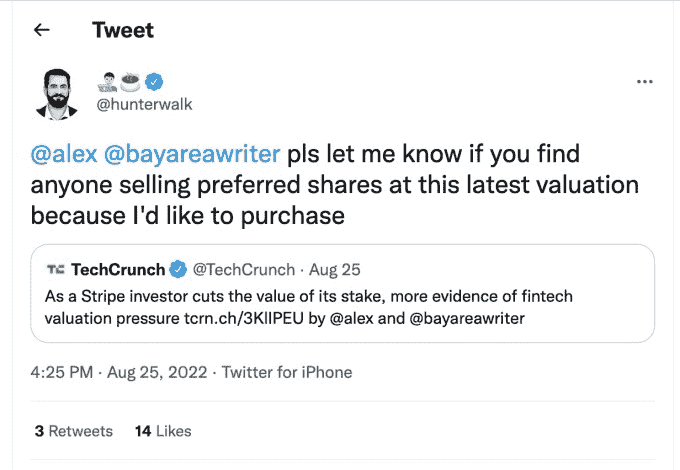 Tweet
@hunterwalk
@alex @bayareawriter pls let me know if you find
anyone selling preferred shares at this latest valuation
because I'd like to purchase
TC TechCrunch @TechCrunch · Aug 25
As a Stripe investor cuts the value of its stake, more evidence of fintech
valuation pressure tcrn.ch/3KllPEU by @alex and @bayareawriter
4:25 PM · Aug 25, 2022 · Twitter for iPhone
3 Retweets 14 Likes